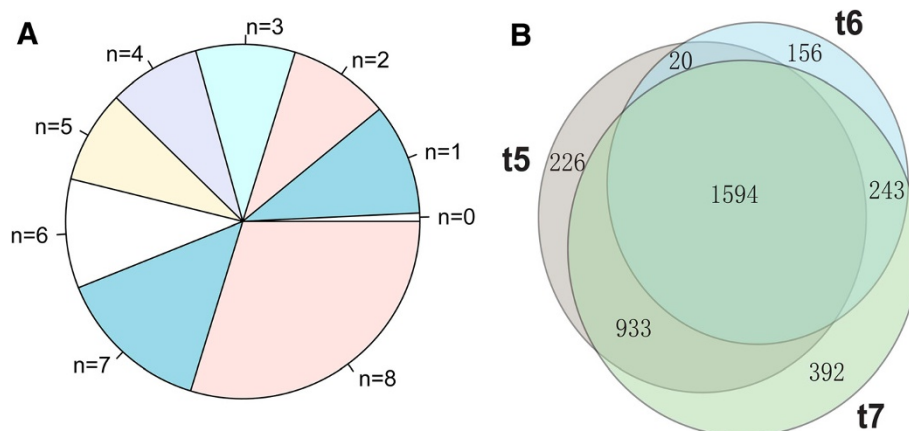 A
n=3
n=4
n=2
n=5
n=1
n=0
n=6
n=7
n=8
B
t6
20
156
t5
226
1594
243
933
392
t7